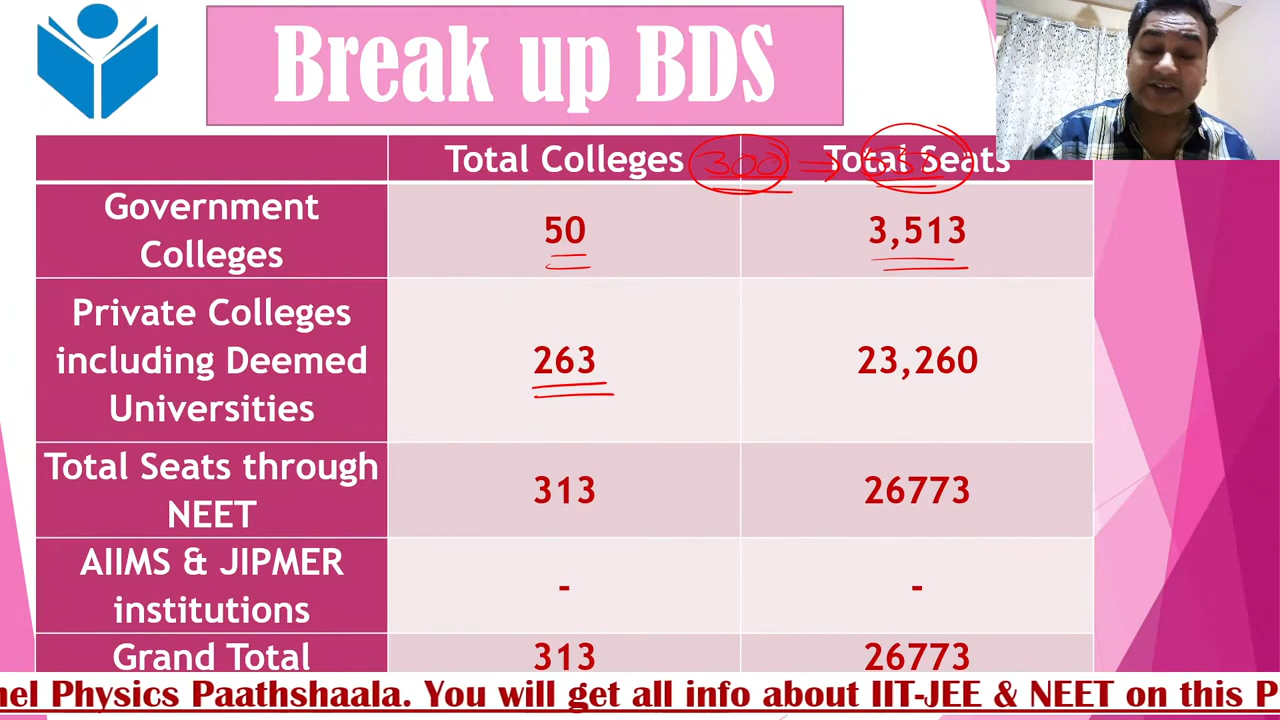 Break up BDS
Total Colleges
300
Total Seats
Government
Colleges
50
3,513
Private Colleges
including Deemed
Universities
263
23,260
Total Seats through
NEET
313
26773
AIIMS & JIPMER
institutions
-
-
Grand Total
313
26773
nel Physics Paathshaala. You will get all info about IIT-JEE & NEET on this P